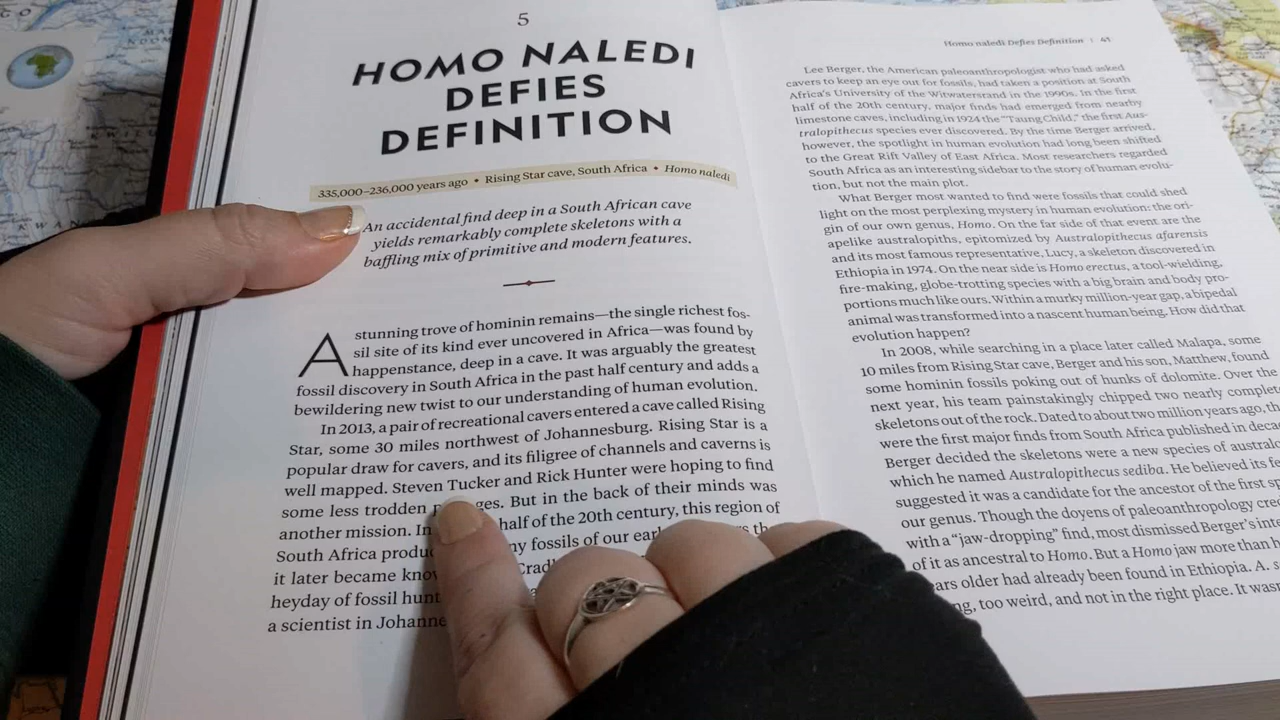 5
HOMO NALEDI
DEFIES
DEFINITION
335,000–236,000 years ago • Rising Star cave, South Africa • Homo naledi
An accidental find deep in a South African cave
yields remarkably complete skeletons with a
baffling mix of primitive and modern features.
A stunning trove of hominin remains—the single richest fos-
sil site of its kind ever uncovered in Africa—was found by
happenstance, deep in a cave. It was arguably the greatest
fossil discovery in South Africa in the past half century and adds a
bewildering new twist to our understanding of human evolution.
In 2013, a pair of recreational cavers entered a cave called Rising
Star, some 30 miles northwest of Johannesburg. Rising Star is a
popular draw for cavers, and its filigree of channels and caverns is
well mapped. Steven Tucker and Rick Hunter were hoping to find
some less trodden. But in the back of their minds was
another mission. In half of the 20th century, this region of
South Africa fossils of our
it later became
heyday of fossil
a scientist in
Homo naledi Defies Definition | 43
Lee Berger, the American paleoanthropologist who had asked
cavers to keep an eye out for fossils, had taken a position at South
Africa's University of the Witwatersrand in the 1990s. In the first
half of the 20th century, major finds had emerged from nearby
limestone caves, including in 1924 the "Taung Child," the first Aus-
tralopithecus species ever discovered. By the time Berger arrived,
however, the spotlight in human evolution had long been shifted
to the Great Rift Valley of East Africa. Most researchers regarded
South Africa as an interesting sidebar to the story of human evolu-
tion, but not the main plot.
What Berger most wanted to find were fossils that could shed
light on the most perplexing mystery in human evolution: the ori-
gin of our own genus, Homo. On the far side of that event are the
apelike australopiths, epitomized by Australopithecus afarensis
and its most famous representative, Lucy, a skeleton discovered in
Ethiopia in 1974. On the near side is Homo erectus, a tool-wielding,
fire-making, globe-trotting species with a big brain and body pro-
portions much like ours. Within a murky million-year gap, a bipedal
animal was transformed into a nascent human being. How did that
evolution happen?
In 2008, while searching in a place later called Malapa, some
10 miles from Rising Star cave, Berger and his son, Matthew, found
some hominin fossils poking out of hunks of dolomite. Over the
next year, his team painstakingly chipped two nearly
skeletons out of the rock. Dated to about two million years ago,
were the first major finds from South Africa published in
Berger decided the skeletons were a new species of
which he named Australopithecus sediba. He believed its
suggested it was a candidate for the ancestor of the first
our genus. Though the doyens of paleoanthropology
with a "jaw-dropping" find, most dismissed Berger's
of it as ancestral to Homo. But a Homo jaw more than
older had already been found in Ethiopia. A.
too weird, and not in the right place. It was